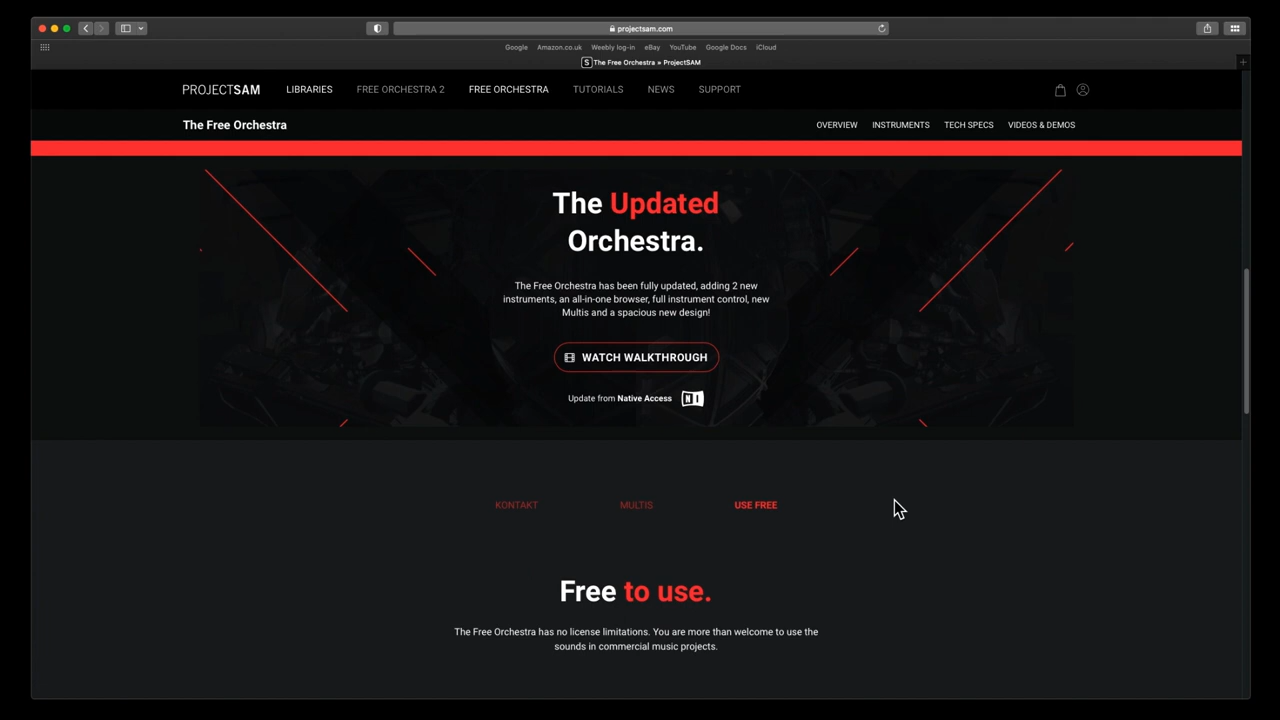 projectsam.com
Google Amazon.co.uk Weebly log-in eBay YouTube Google Docs iCloud
S The Free Orchestra » ProjectSAM
PROJECTSAM LIBRARIES FREE ORCHESTRA 2 FREE ORCHESTRA TUTORIALS NEWS SUPPORT
The Free Orchestra OVERVIEW INSTRUMENTS TECH SPECS VIDEOS & DEMOS
The Updated
Orchestra.
The Free Orchestra has been fully updated, adding 2 new
instruments, an all-in-one browser, full instrument control, new
Multis and a spacious new design!
WATCH WALKTHROUGH
Update from Native Access NI
KONTAKT MULTIS USE FREE
Free to use.
The Free Orchestra has no license limitations. You are more than welcome to use the
sounds in commercial music projects.